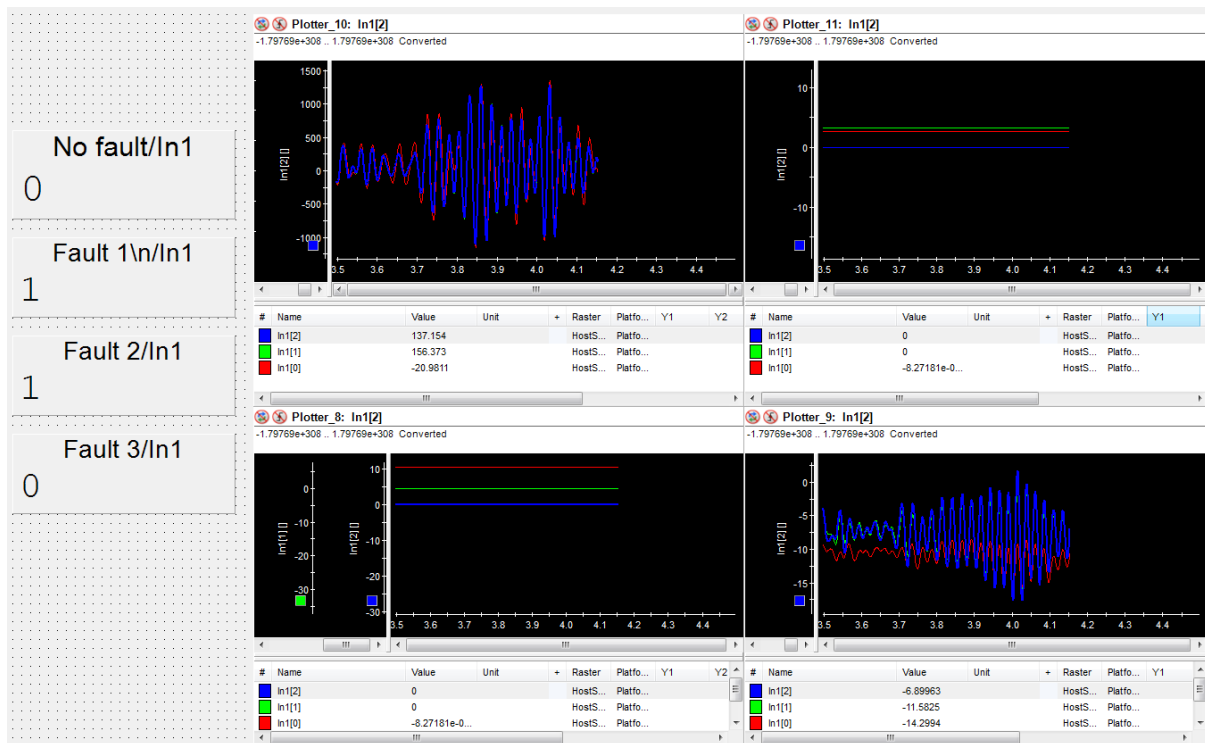 No fault/In1
0
Fault 1\n/In1
1
Fault 2/In1
1
Fault 3/In1
0
Plotter_10: In1[2]
-1.79769e+308 .. 1.79769e+308 Converted
1500
1000
500
0
-500
-1000
In1[2] []
3.5 3.6 3.7 3.8 3.9 4.0 4.1 4.2 4.3 4.4
# Name Value Unit + Raster Platfo... Y1 Y2
In1[2] 137.154 HostS... Platfo...
In1[1] 156.373 HostS... Platfo...
In1[0] -20.9811 HostS... Platfo...
Plotter_11: In1[2]
-1.79769e+308 .. 1.79769e+308 Converted
10
0
-10
In1[2] []
3.5 3.6 3.7 3.8 3.9 4.0 4.1 4.2 4.3 4.4
# Name Value Unit + Raster Platfo... Y1
In1[2] 0 HostS... Platfo...
In1[1] 0 HostS... Platfo...
In1[0] -8.27181e-0... HostS... Platfo...
Plotter_8: In1[2]
-1.79769e+308 .. 1.79769e+308 Converted
0
-10
-20
-30
In1[1] []
10
0
-10
-20
-30
In1[2] []
3.5 3.6 3.7 3.8 3.9 4.0 4.1 4.2 4.3 4.4
# Name Value Unit + Raster Platfo... Y1 Y2
In1[2] 0 HostS... Platfo...
In1[1] 0 HostS... Platfo...
In1[0] -8.27181e-0... HostS... Platfo...
Plotter_9: In1[2]
-1.79769e+308 .. 1.79769e+308 Converted
0
-5
-10
-15
In1[2] []
3.5 3.6 3.7 3.8 3.9 4.0 4.1 4.2 4.3 4.4
# Name Value Unit + Raster Platfo... Y1
In1[2] -6.89963 HostS... Platfo...
In1[1] -11.5825 HostS... Platfo...
In1[0] -14.2994 HostS... Platfo...